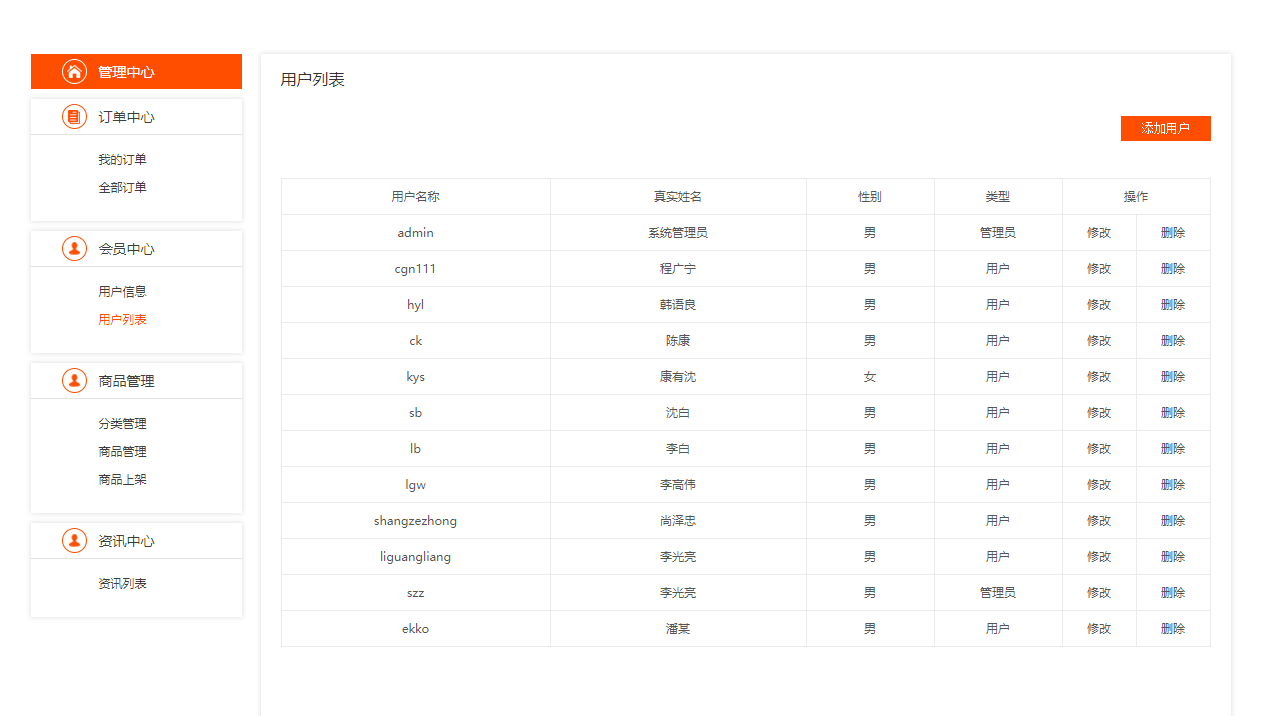 管理中心
订单中心
我的订单
全部订单
会员中心
用户信息
用户列表
商品管理
分类管理
商品管理
商品上架
资讯中心
资讯列表
用户列表
添加用户
用户名称 真实姓名 性别 类型 操作
admin 系统管理员 男 管理员 修改 删除
cgn111 程广宁 男 用户 修改 删除
hyl 韩语良 男 用户 修改 删除
ck 陈康 男 用户 修改 删除
kys 康有沈 女 用户 修改 删除
sb 沈白 男 用户 修改 删除
lb 李白 男 用户 修改 删除
lgw 李高伟 男 用户 修改 删除
shangzezhong 尚泽忠 男 用户 修改 删除
liguangliang 李光亮 男 用户 修改 删除
szz 李光亮 男 管理员 修改 删除
ekko 潘某 男 用户 修改 删除